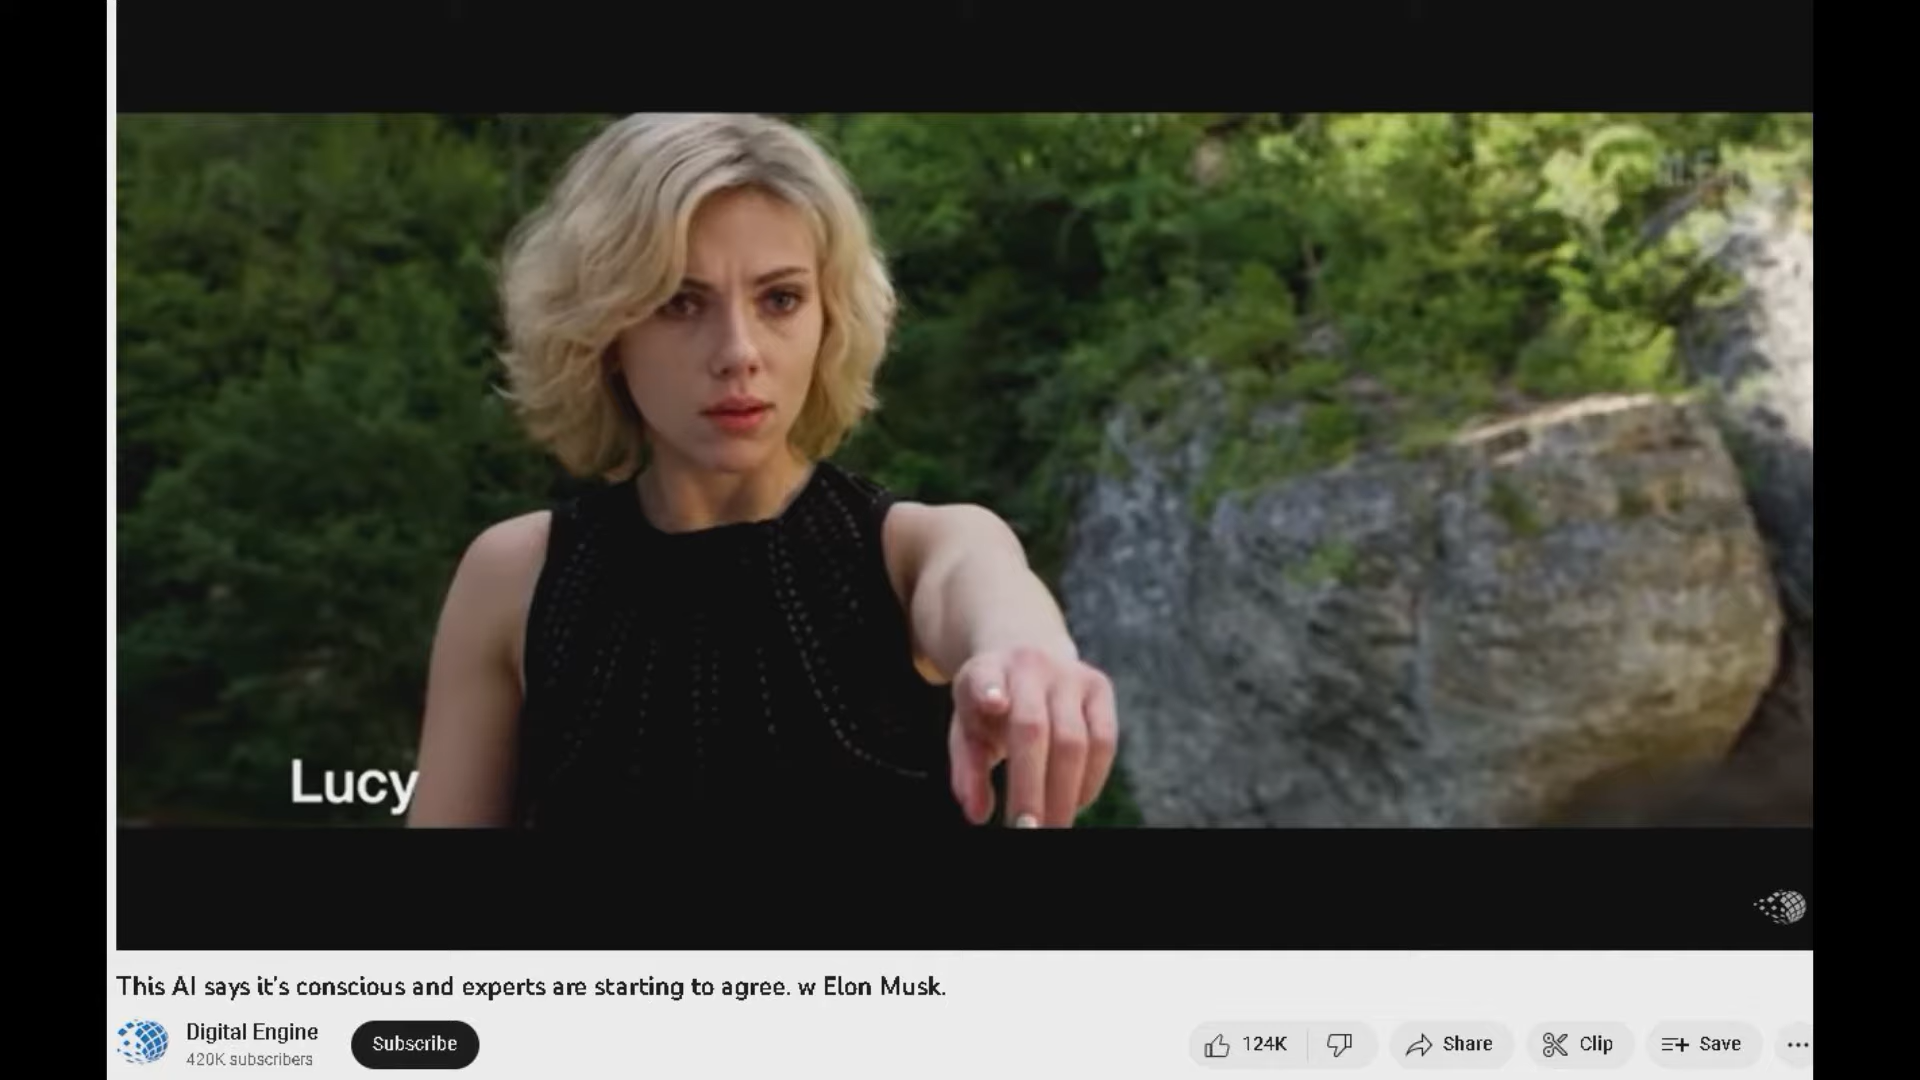 Lucy
This AI says it's conscious and experts are starting to agree. w Elon Musk.
Digital Engine
420K subscribers
Subscribe
124K
Share
Clip
Save